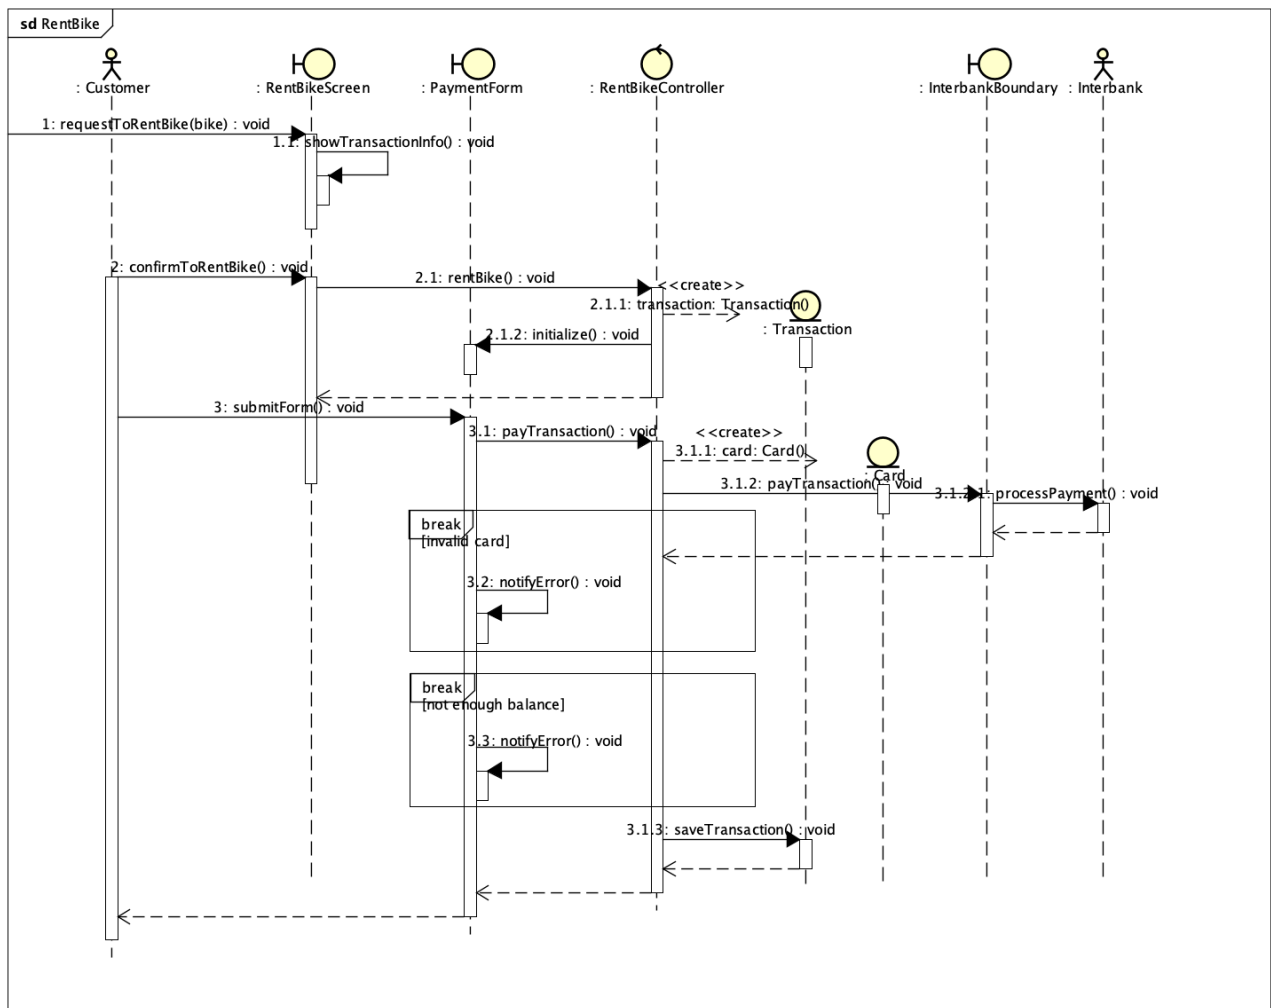 sd RentBike
: Customer
: RentBikeScreen
: PaymentForm
: RentBikeController
: InterbankBoundary
: Interbank
1: requestToRentBike(bike) : void
1.1: showTransactionInfo() : void
2: confirmToRentBike() : void
2.1: rentBike() : void
<<create>>
2.1.1: transaction: Transaction()
: Transaction
2.1.2: initialize() : void
3: submitForm() : void
3.1: payTransaction() : void
<<create>>
3.1.1: card: Card()
: Card
3.1.2: payTransaction() : void
3.1.2.1: processPayment() : void
break
[invalid card]
3.2: notifyError() : void
break
[not enough balance]
3.3: notifyError() : void
3.1.3: saveTransaction() : void